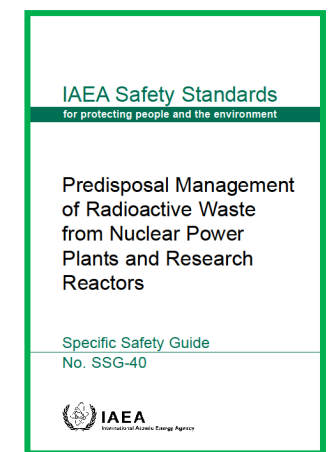 IAEA Safety Standards
for protecting people and the environment
Predisposal Management
of Radioactive Waste
from Nuclear Power
Plants and Research
Reactors
Specific Safety Guide
No. SSG-40
IAEA
International Atomic Energy Agency